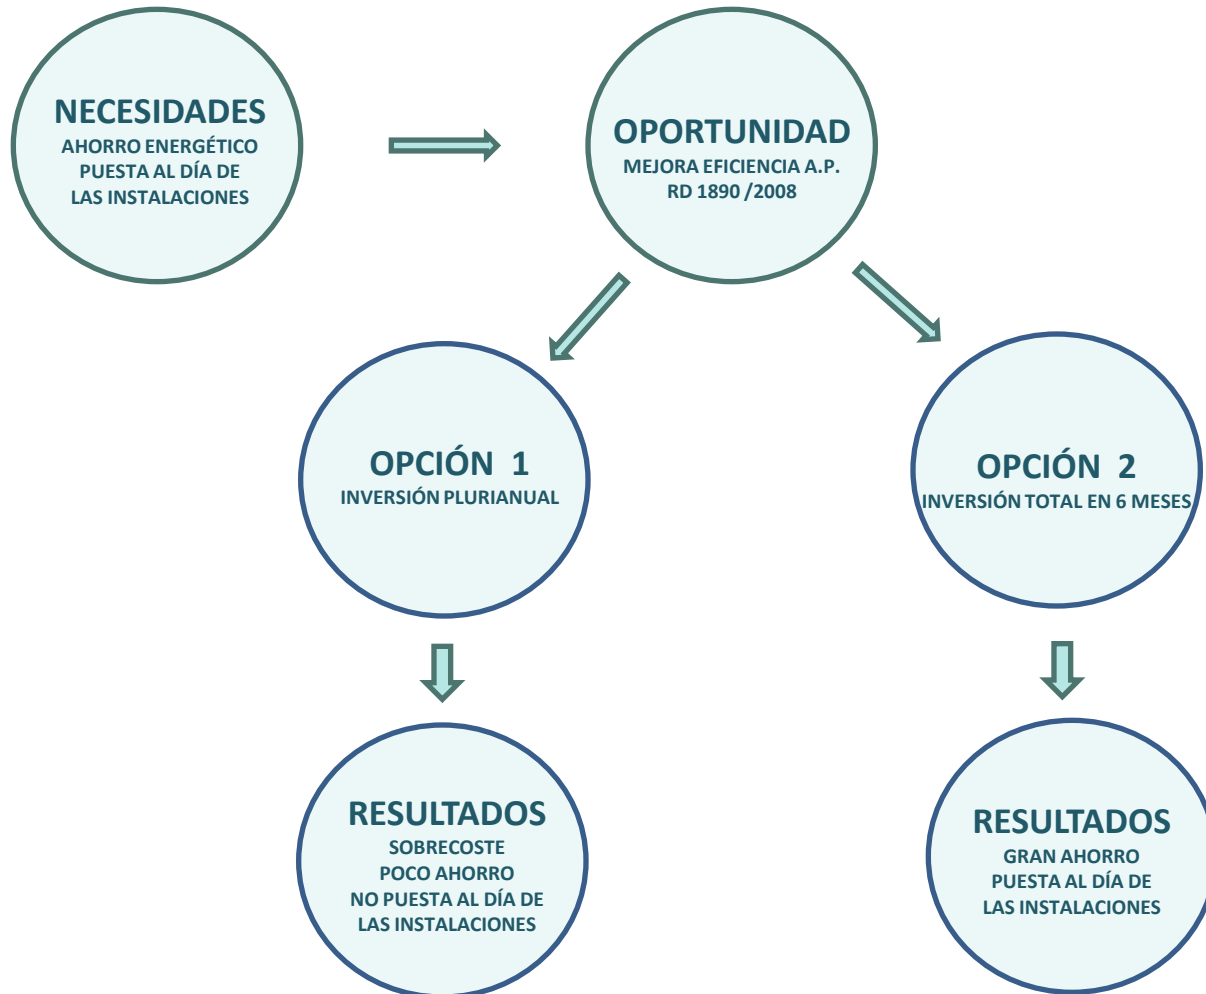 NECESIDADES
AHORRO ENERGÉTICO
PUESTA AL DÍA DE
LAS INSTALACIONES
OPORTUNIDAD
MEJORA EFICIENCIA A.P.
RD 1890 /2008
OPCIÓN 1
INVERSIÓN PLURIANUAL
OPCIÓN 2
INVERSIÓN TOTAL EN 6 MESES
RESULTADOS
SOBRECOSTE
POCO AHORRO
NO PUESTA AL DÍA DE
LAS INSTALACIONES
RESULTADOS
GRAN AHORRO
PUESTA AL DÍA DE
LAS INSTALACIONES